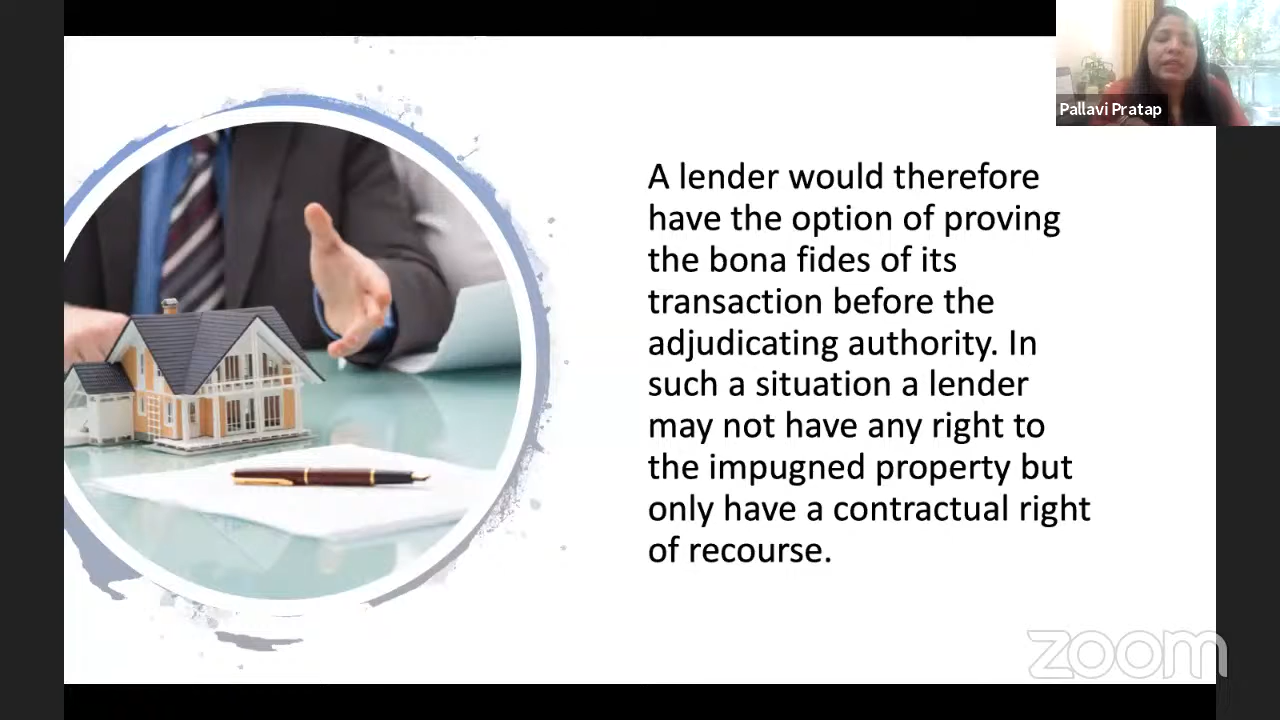 Pallavi Pratap
A lender would therefore
have the option of proving
the bona fides of its
transaction before the
adjudicating authority. In
such a situation a lender
may not have any right to
the impugned property but
only have a contractual right
of recourse.
zoom